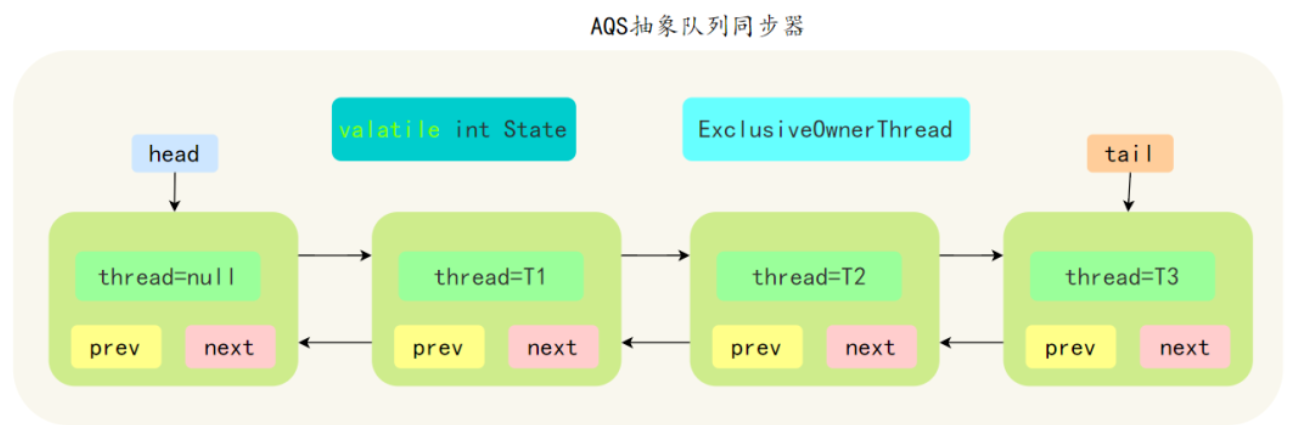 AQS抽象队列同步器
valatile int State
ExclusiveOwnerThread
head
tail
thread=null
thread=T1
thread=T2
thread=T3
prev
next
prev
next
prev
next
prev
next